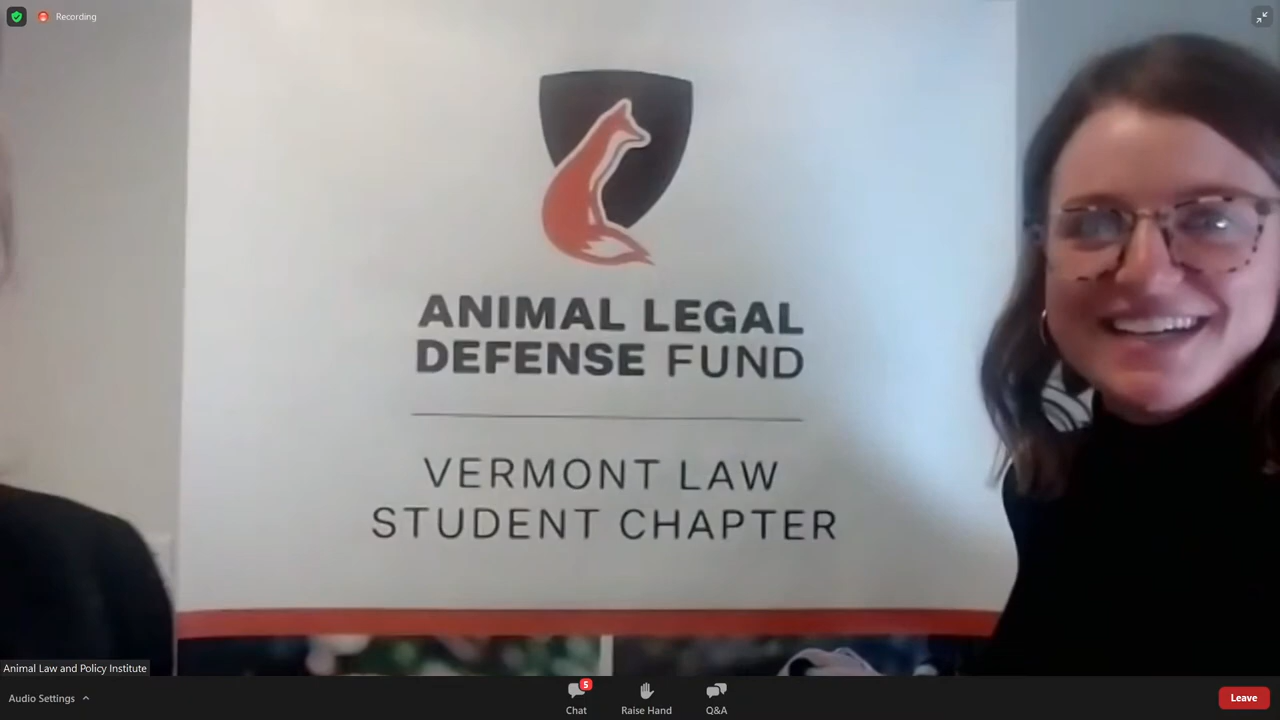 Recording
ANIMAL LEGAL
DEFENSE FUND
VERMONT LAW
STUDENT CHAPTER
Animal Law and Policy Institute
Audio Settings
5
Chat
Raise Hand
Q&A
Leave